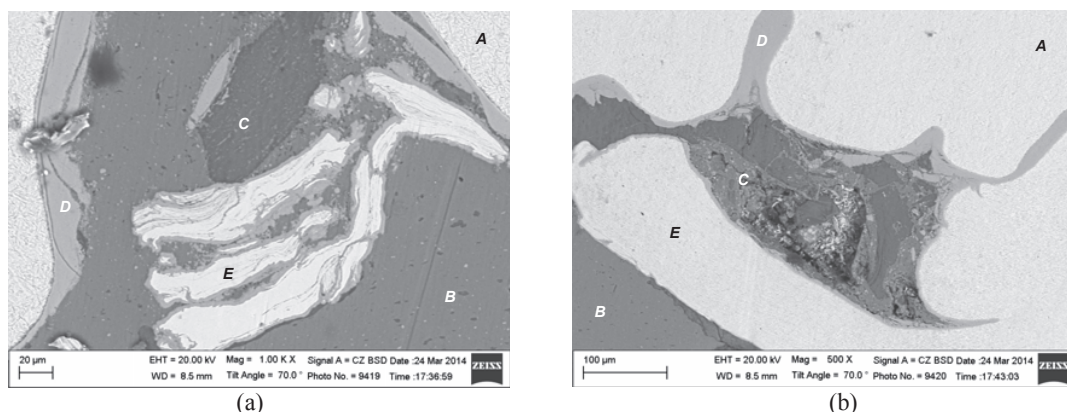 A
C
D
E
B
20 µm
EHT = 20.00 kV Mag = 1.00 K X Signal A = CZ BSD Date :24 Mar 2014
WD = 8.5 mm Tilt Angle = 70.0 ° Photo No. = 9419 Time :17:36:59
ZEISS
(a)
D
A
C
E
B
100 µm
EHT = 20.00 kV Mag = 500 X Signal A = CZ BSD Date :24 Mar 2014
WD = 8.5 mm Tilt Angle = 70.0 ° Photo No. = 9420 Time :17:43:03
ZEISS
(b)